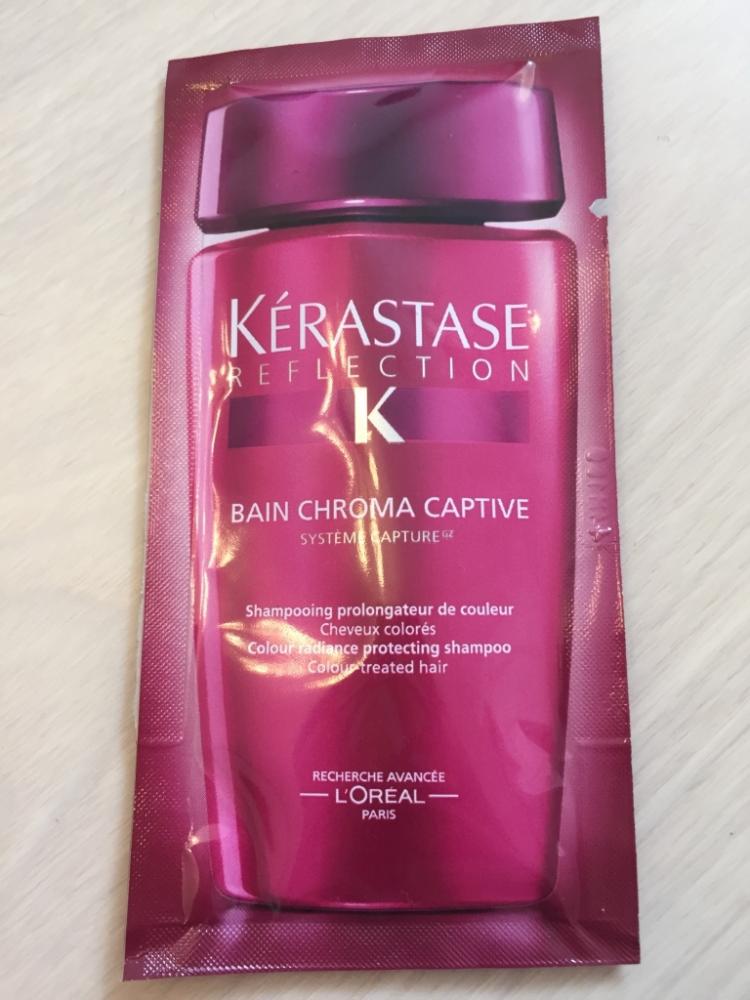 KÉRASTASE
REFLECTION
K
BAIN CHROMA CAPTIVE
SYSTÈME CAPTURE GZ
Shampooing prolongateur de couleur
Cheveux colorés
Colour radiance protecting shampoo
Colour-treated hair
RECHERCHE AVANCÉE
L'ORÉAL
PARIS